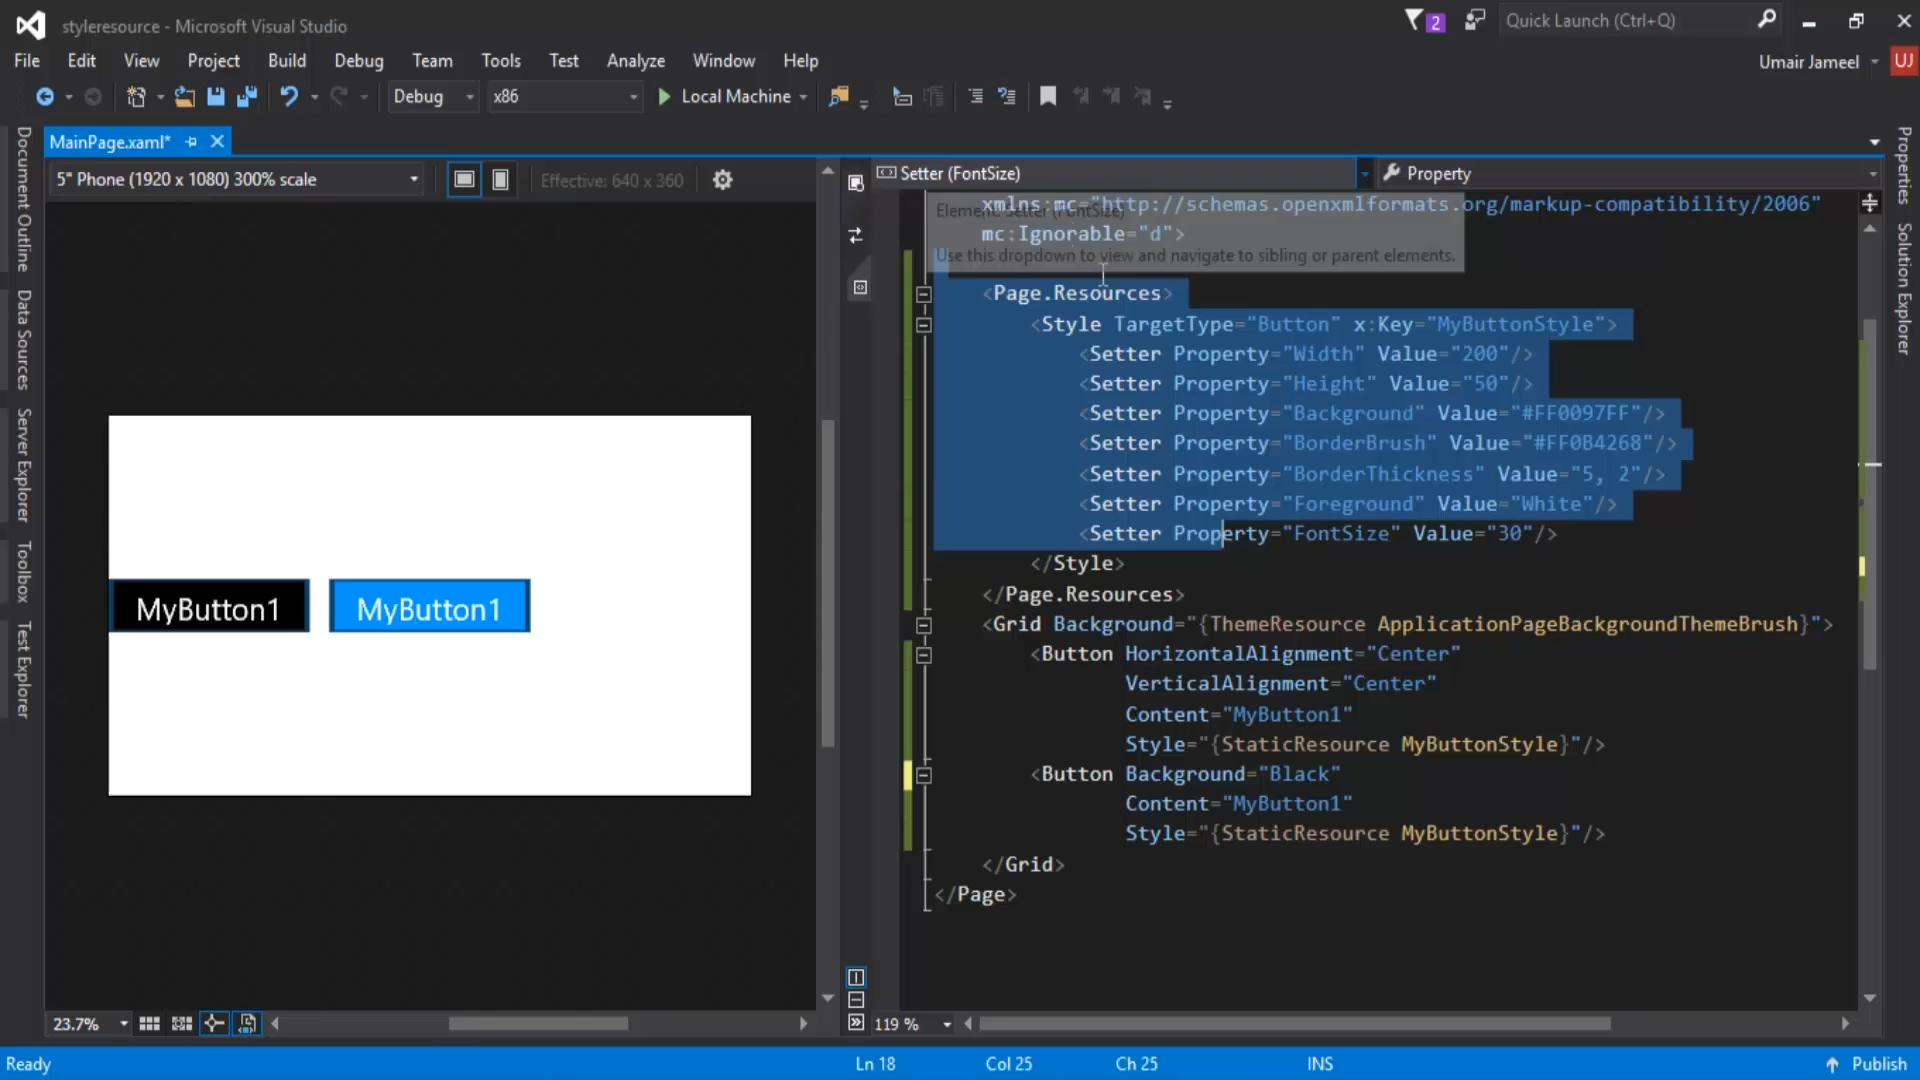 styleresource - Microsoft Visual Studio
2
Quick Launch (Ctrl+Q)
File Edit View Project Build Debug Team Tools Test Analyze Window Help
Umair Jameel
UJ
Debug
x86
Local Machine
MainPage.xaml*
5" Phone (1920 x 1080) 300% scale
Effective: 640 x 360
Setter (FontSize)
Property
Document Outline
Data Sources
Server Explorer
Toolbox
Test Explorer
Properties
Solution Explorer
Element: Setter (FontSize)
Use this dropdown to view and navigate to sibling or parent elements.
xmlns:mc="http://schemas.openxmlformats.org/markup-compatibility/2006"
mc:Ignorable="d">
<Page.Resources>
<Style TargetType="Button" x:Key="MyButtonStyle">
<Setter Property="Width" Value="200"/>
<Setter Property="Height" Value="50"/>
<Setter Property="Background" Value="#FF0097FF"/>
<Setter Property="BorderBrush" Value="#FF0B4268"/>
<Setter Property="BorderThickness" Value="5, 2"/>
<Setter Property="Foreground" Value="White"/>
<Setter Property="FontSize" Value="30"/>
</Style>
</Page.Resources>
<Grid Background="{ThemeResource ApplicationPageBackgroundThemeBrush}">
<Button HorizontalAlignment="Center"
VerticalAlignment="Center"
Content="MyButton1"
Style="{StaticResource MyButtonStyle}"/>
<Button Background="Black"
Content="MyButton1"
Style="{StaticResource MyButtonStyle}"/>
</Grid>
</Page>
MyButton1
MyButton1
23.7%
119 %
Ready
Ln 18
Col 25
Ch 25
INS
Publish